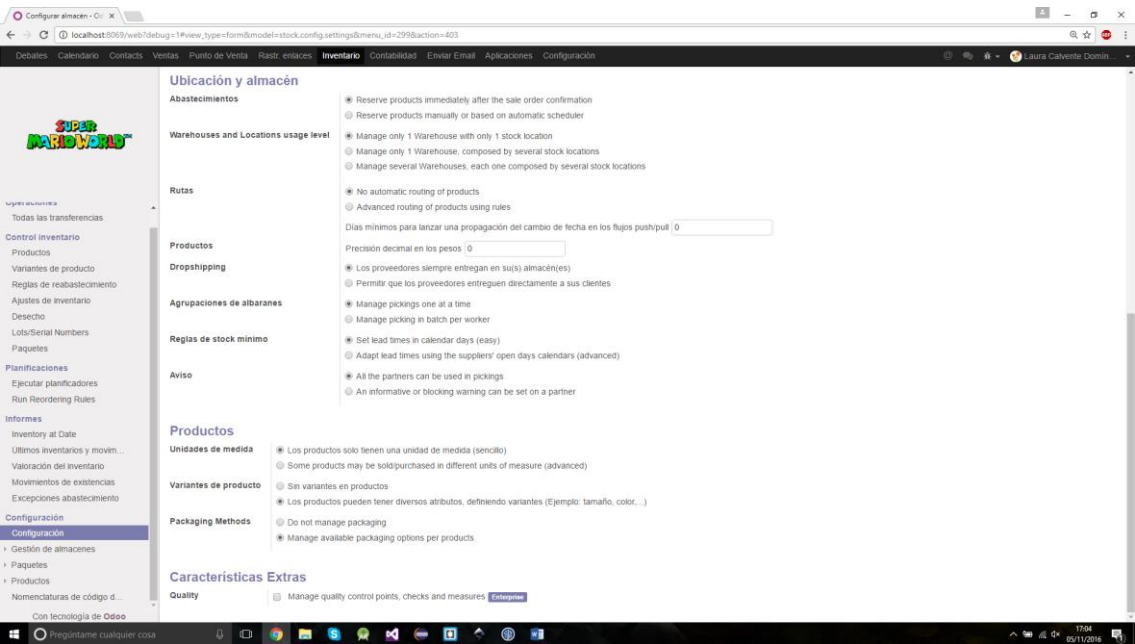 Configurar almacén - Od
localhost:8069/web?debug=1#view_type=form&model=stock.config.settings&menu_id=299&action=403
Debates Calendario Contacts Ventas Punto de Venta Rastr. enlaces Inventario Contabilidad Enviar Email Aplicaciones Configuración Laura Calvente Domín...
SUPER
MARIO WORLD
Operaciones
Todas las transferencias
Control inventario
Productos
Variantes de producto
Reglas de reabastecimiento
Ajustes de inventario
Desecho
Lots/Serial Numbers
Paquetes
Planificaciones
Ejecutar planificadores
Run Reordering Rules
Informes
Inventory at Date
Últimos inventarios y movim...
Valoración del inventario
Movimientos de existencias
Excepciones abastecimiento
Configuración
Configuración
Gestión de almacenes
Paquetes
Productos
Nomenclaturas de código d...
Con tecnología de Odoo
Ubicación y almacén
Abastecimientos
Reserve products immediately after the sale order confirmation
Reserve products manually or based on automatic scheduler
Warehouses and Locations usage level
Manage only 1 Warehouse with only 1 stock location
Manage only 1 Warehouse, composed by several stock locations
Manage several Warehouses, each one composed by several stock locations
Rutas
No automatic routing of products
Advanced routing of products using rules
Días mínimos para lanzar una propagación del cambio de fecha en los flujos push/pull 0
Productos
Precisión decimal en los pesos 0
Dropshipping
Los proveedores siempre entregan en su(s) almacén(es)
Permitir que los proveedores entreguen directamente a sus clientes
Agrupaciones de albaranes
Manage pickings one at a time
Manage picking in batch per worker
Reglas de stock mínimo
Set lead times in calendar days (easy)
Adapt lead times using the suppliers' open days calendars (advanced)
Aviso
All the partners can be used in pickings
An informative or blocking warning can be set on a partner
Productos
Unidades de medida
Los productos solo tienen una unidad de medida (sencillo)
Some products may be sold/purchased in different units of measure (advanced)
Variantes de producto
Sin variantes en productos
Los productos pueden tener diversos atributos, definiendo variantes (Ejemplo: tamaño, color,...)
Packaging Methods
Do not manage packaging
Manage available packaging options per products
Características Extras
Quality
Manage quality control points, checks and measures Enterprise
Pregúntame cualquier cosa
17:04
05/11/2016